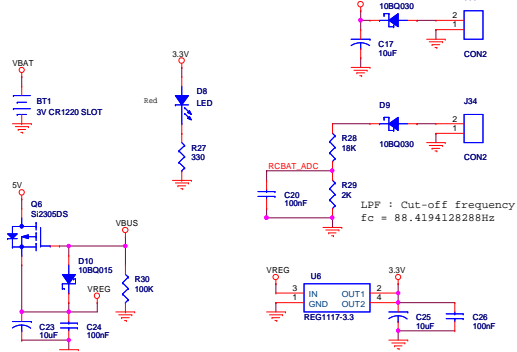 10BQ030
2
1
C17
10uF
CON2
3.3V
VBAT
BT1
3V CR1220 SLOT
Red
D8
LED
R27
330
D9
10BQ030
J34
2
1
CON2
R28
18K
RCBAT_ADC
C20
100nF
R29
2K
LPF : Cut-off frequency
fc = 88.4194128288Hz
5V
Q6
Si2305DS
VBUS
D10
10BQ015
VREG
R30
100K
C23
10uF
C24
100nF
VREG
U6
3.3V
3
1
IN
GND
OUT1
OUT2
2
4
REG1117-3.3
C25
10uF
C26
100nF